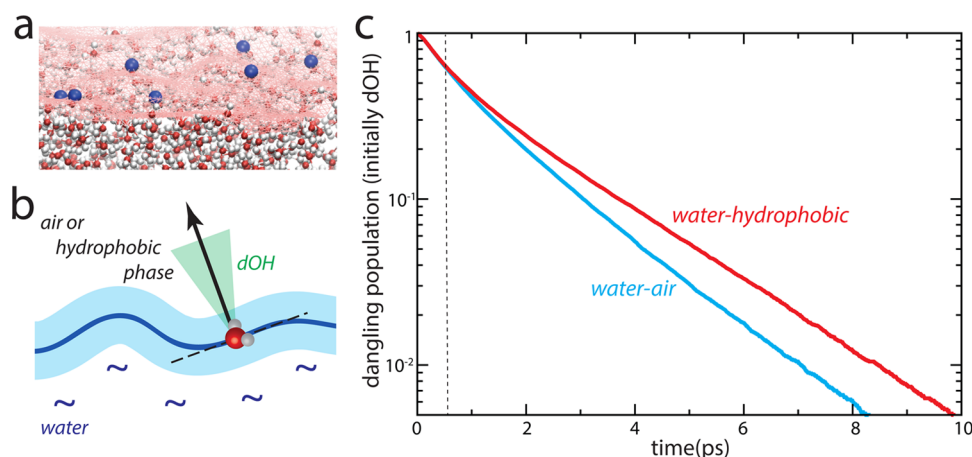 a
b
air or
hydrophobic
phase
dOH
~ ~ ~ ~ ~
water
c
dangling population (initially dOH)
1
10-1
10-2
water-hydrophobic
water-air
0 2 4 6 8 10
time(ps)